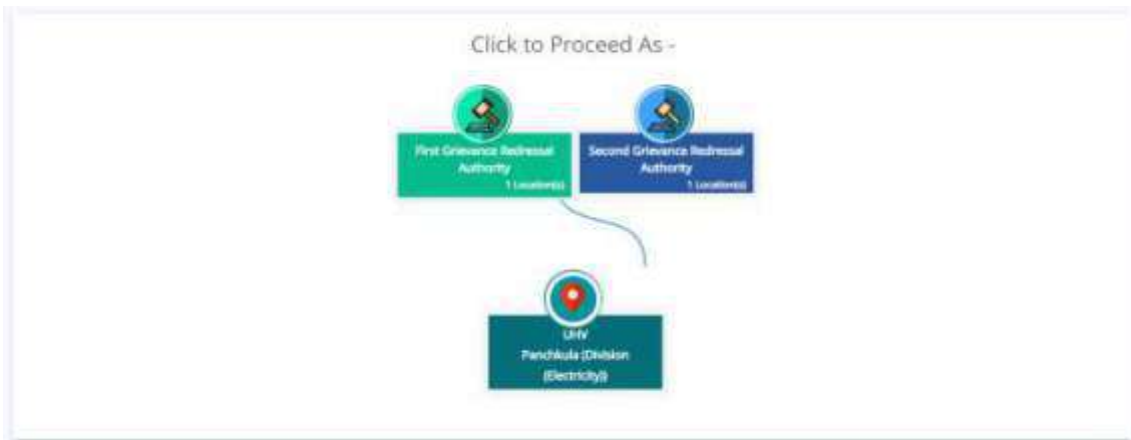 Click to Proceed As -
First Grievance Redressal
Authority
1 Location(s)
Second Grievance Redressal
Authority
1 Location(s)
UHV
Panchkula (Division
(Electricity))